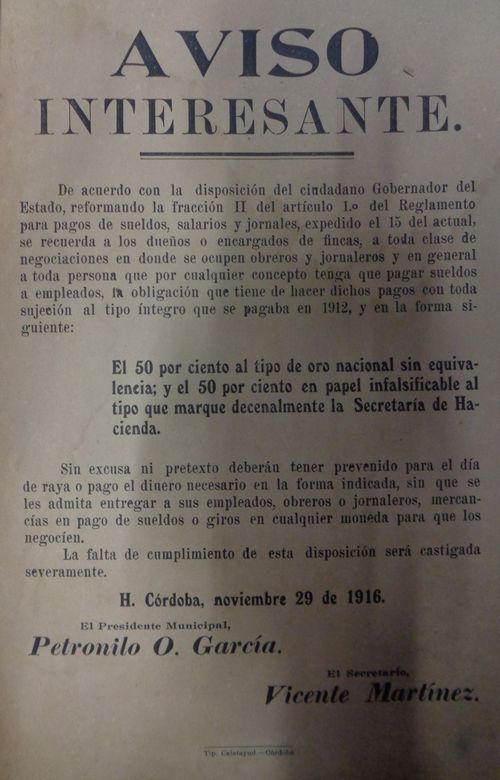 AVISO
INTERESANTE.
De acuerdo con la disposición del ciudadano Gobernador del
Estado, reformando la fracción II del artículo 1.o del Reglamento
para pagos de sueldos, salarios y jornales, expedido el 15 del actual,
se recuerda a los dueños o encargados de fincas, a toda clase de
negociaciones en donde se ocupen obreros y jornaleros y en general
a toda persona que por cualquier concepto tenga que pagar sueldos
a empleados, la obligación que tiene de hacer dichos pagos con toda
sujeción al tipo íntegro que se pagaba en 1912, y en la forma si-
guiente:
El 50 por ciento al tipo de oro nacional sin equiva-
lencia; y el 50 por ciento en papel infalsificable al
tipo que marque decenalmente la Secretaría de Ha-
cienda.
Sin excusa ni pretexto deberán tener prevenido para el día
de raya o pago el dinero necesario en la forma indicada, sin que se
les admita entregar a sus empleados, obreros o jornaleros, mercan-
cías en pago de sueldos o giros en cualquier moneda para que los
negocíen.
La falta de cumplimiento de esta disposición será castigada
severamente.
H. Córdoba, noviembre 29 de 1916.
El Presidente Municipal,
Petronilo O. García.
El Secretario,
Vicente Martínez.
Tip. Calatayud.—Córdoba